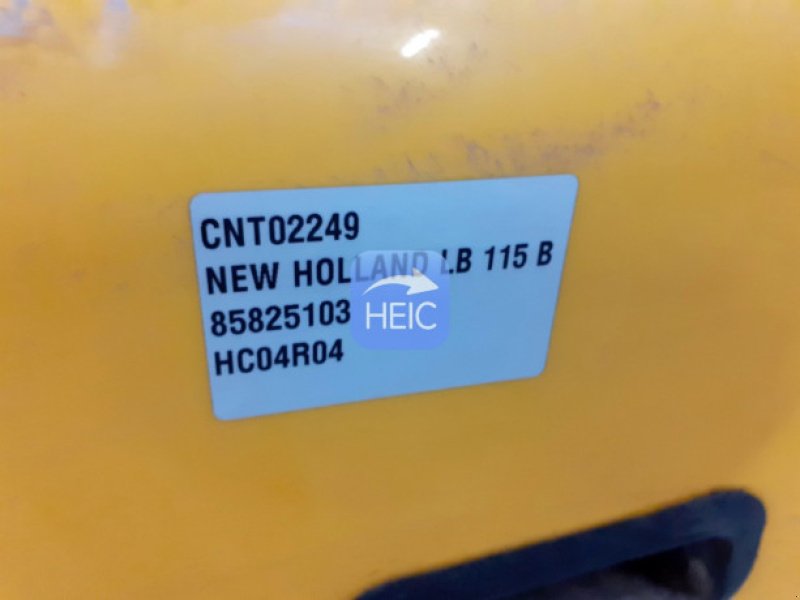 CNT02249
NEW HOLLAND LB 115 B
85825103
HEIC
HC04R04